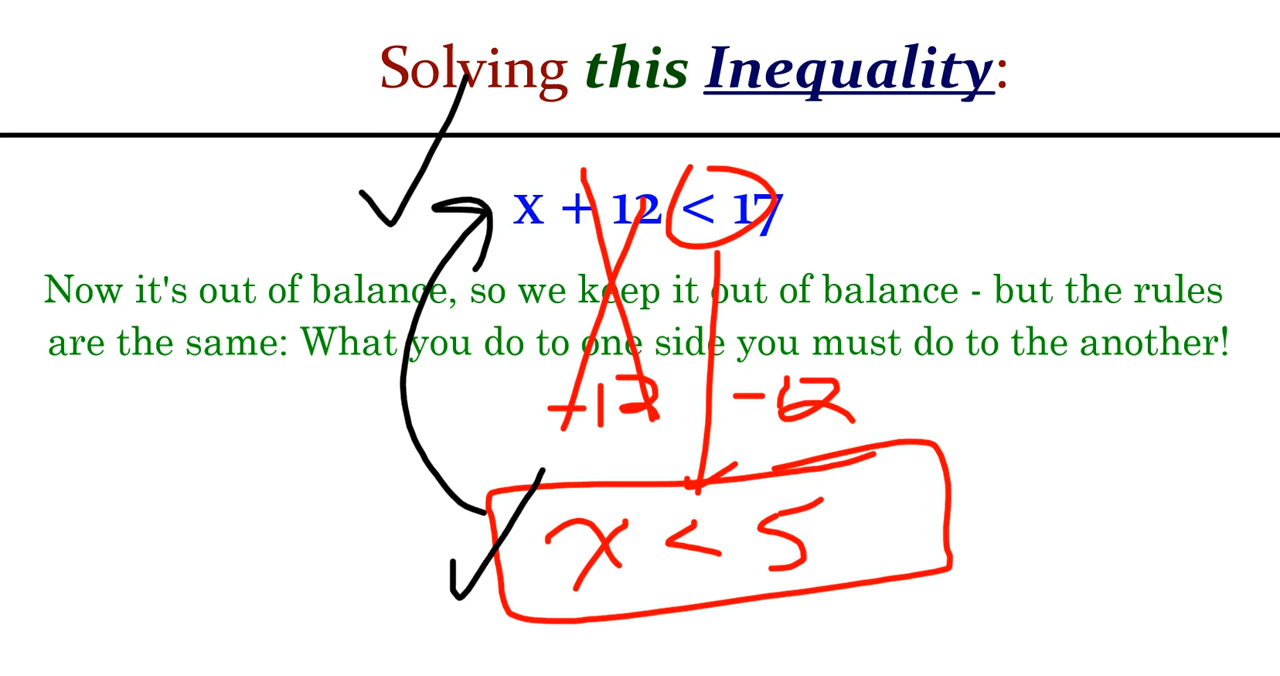 Solving this Inequality:
x + 12 < 17
Now it's out of balance, so we keep it out of balance - but the rules
are the same: What you do to one side you must do to the another!
-12 -12
x < 5